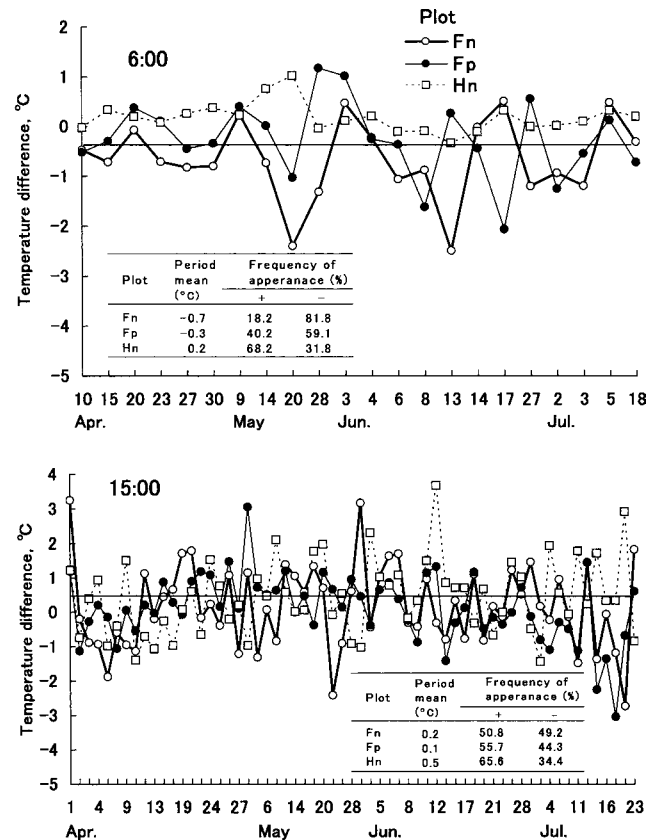 Plot
Fn
Fp
Hn
6:00
Temperature difference, °C
2
1
0
-1
-2
-3
-4
-5
Plot Period mean (°C) Frequency of apperanace (%)
+ −
Fn −0.7 18.2 81.8
Fp −0.3 40.2 59.1
Hn 0.2 68.2 31.8
10 15 20 23 27 30 9 14 20 28 3 4 6 8 13 14 17 27 2 3 5 18
Apr. May Jun. Jul.
15:00
Temperature difference, °C
4
3
2
1
0
-1
-2
-3
-4
-5
Plot Period mean (°C) Frequency of apperanace (%)
+ −
Fn 0.2 50.8 49.2
Fp 0.1 55.7 44.3
Hn 0.5 65.6 34.4
1 4 9 13 19 24 27 6 14 20 28 4 8 12 17 23 28 4 11 15 23
Apr. May Jun. Jul.